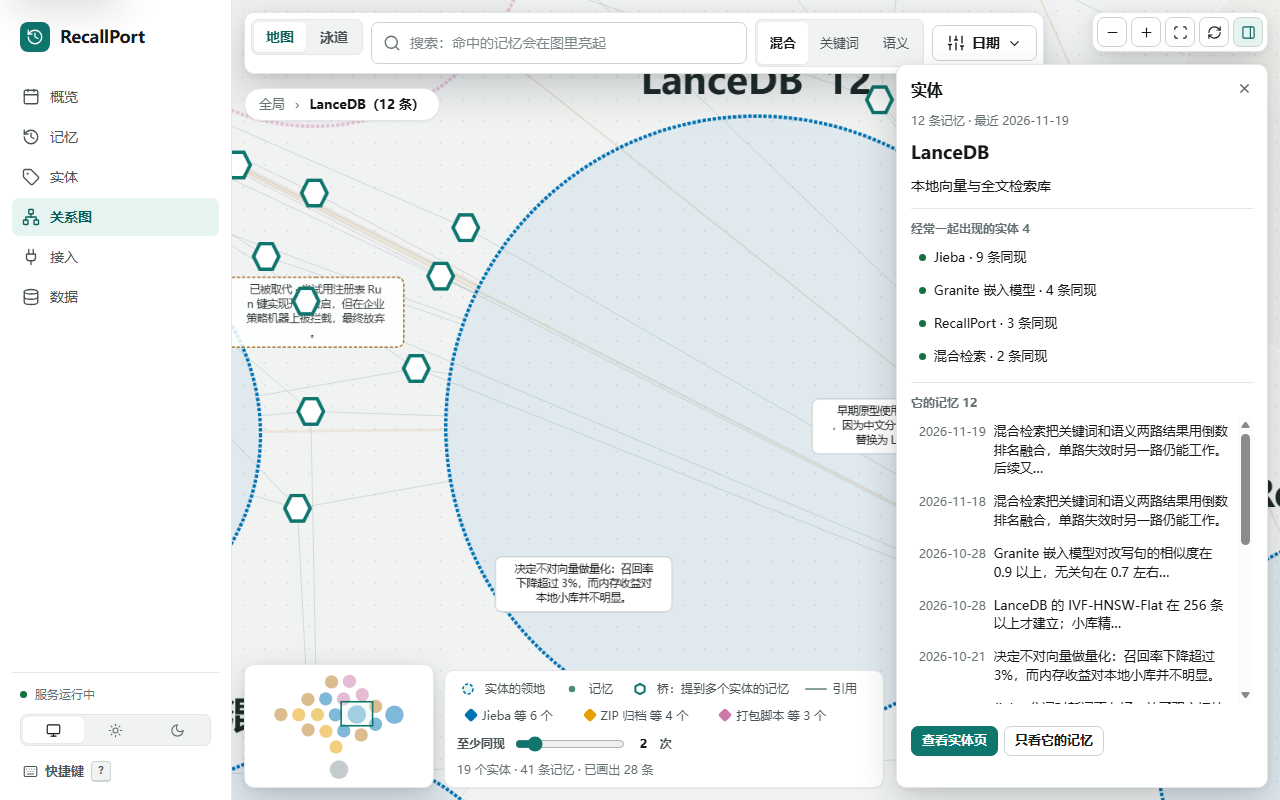 RecallPort
概览
记忆
实体
关系图
接入
数据
服务运行中
快捷键 ?
地图
泳道
搜索：命中的记忆会在图里亮起
混合
关键词
语义
日期
全局 › LanceDB（12 条）
LanceDB 12
已被取代
试用注册表 Ru
n 键实现
启，但在企业
策略机器上被拦截，最终放弃
。
早期原型使用
，因为中文分
替换为 L
决定不对向量做量化：召回率
下降超过 3%，而内存收益对
本地小库并不明显。
实体的领地
记忆
桥：提到多个实体的记忆
引用
Jieba 等 6 个
ZIP 归档 等 4 个
打包脚本 等 3 个
至少同现
2 次
19 个实体 · 41 条记忆 · 已画出 28 条
实体
12 条记忆 · 最近 2026-11-19
LanceDB
本地向量与全文检索库
经常一起出现的实体 4
Jieba · 9 条同现
Granite 嵌入模型 · 4 条同现
RecallPort · 3 条同现
混合检索 · 2 条同现
它的记忆 12
2026-11-19 混合检索把关键词和语义两路结果用倒数
排名融合，单路失效时另一路仍能工作。
后续又...
2026-11-18 混合检索把关键词和语义两路结果用倒数
排名融合，单路失效时另一路仍能工作。
2026-10-28 Granite 嵌入模型对改写句的相似度在
0.9 以上，无关句在 0.7 左右...
2026-10-28 LanceDB 的 IVF-HNSW-Flat 在 256 条
以上才建立；小库精...
2026-10-21 决定不对向量做量化：召回率下降超过
3%，而内存收益对本地小库并不明显。
查看实体页
只看它的记忆